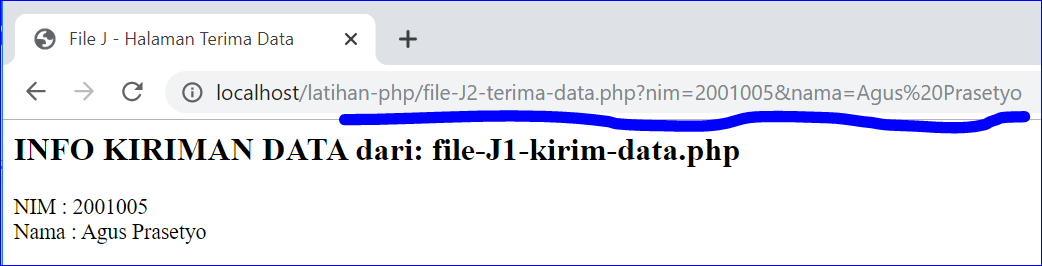 File J - Halaman Terima Data
localhost/latihan-php/file-J2-terima-data.php?nim=2001005&nama=Agus%20Prasetyo
INFO KIRIMAN DATA dari: file-J1-kirim-data.php
NIM : 2001005
Nama : Agus Prasetyo